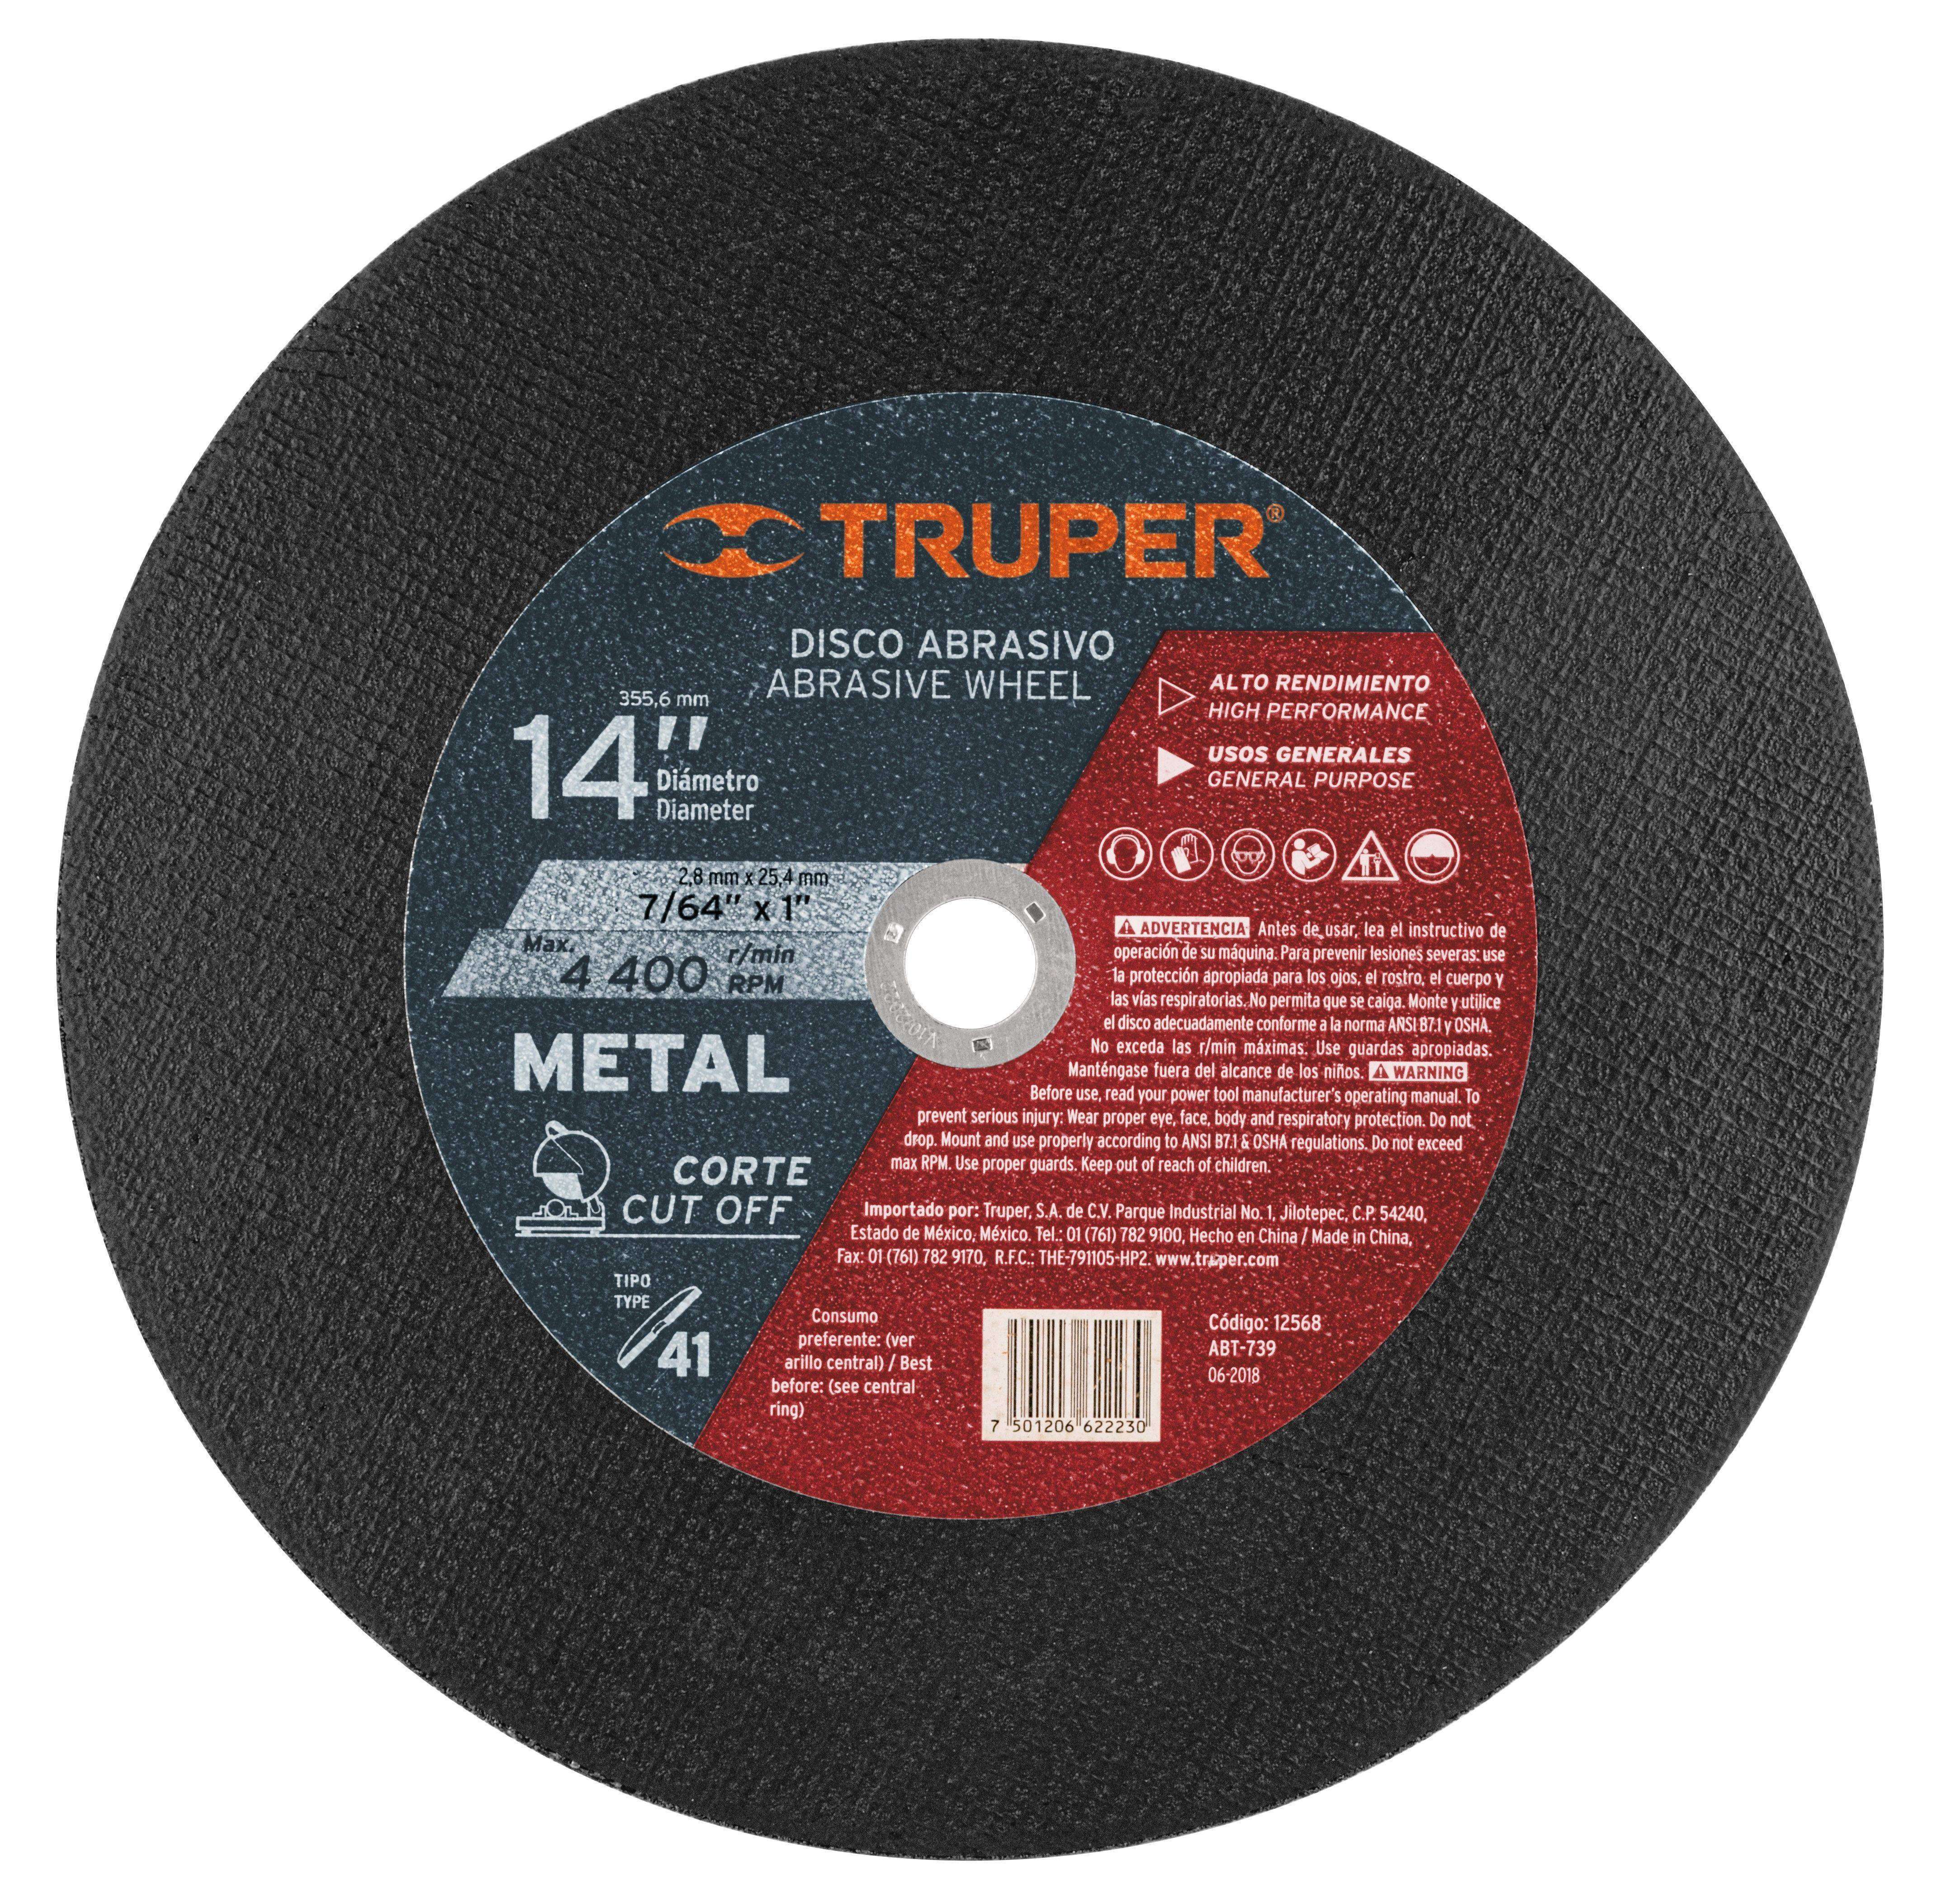 TRUPER®
DISCO ABRASIVO
ABRASIVE WHEEL
355,6 mm
14"
Diámetro
Diameter
ALTO RENDIMIENTO
HIGH PERFORMANCE
USOS GENERALES
GENERAL PURPOSE
2,8 mm x 25,4 mm
7/64" x 1"
Max.
4 400
r/min
RPM
METAL
CORTE
CUT OFF
TIPO
TYPE
41
ADVERTENCIA Antes de usar, lea el instructivo de
operación de su máquina. Para prevenir lesiones severas: use
la protección apropiada para los ojos, el rostro, el cuerpo y
las vías respiratorias. No permita que se caiga. Monte y utilice
el disco adecuadamente conforme a la norma ANSI B7.1 y OSHA.
No exceda las r/min máximas. Use guardas apropiadas.
Manténgase fuera del alcance de los niños. WARNING
Before use, read your power tool manufacturer's operating manual. To
prevent serious injury: Wear proper eye, face, body and respiratory protection. Do not
drop. Mount and use properly according to ANSI B7.1 & OSHA regulations. Do not exceed
max RPM. Use proper guards. Keep out of reach of children.
Importado por: Truper, S.A. de C.V. Parque Industrial No. 1, Jilotepec, C.P. 54240,
Estado de México, México. Tel.: 01 (761) 782 9100, Hecho en China / Made in China,
Fax: 01 (761) 782 9170, R.F.C.: THE-791105-HP2. www.truper.com
Consumo
preferente: (ver
arillo central) / Best
before: (see central
ring)
7 501206 622230
Código: 12568
ABT-739
06-2018